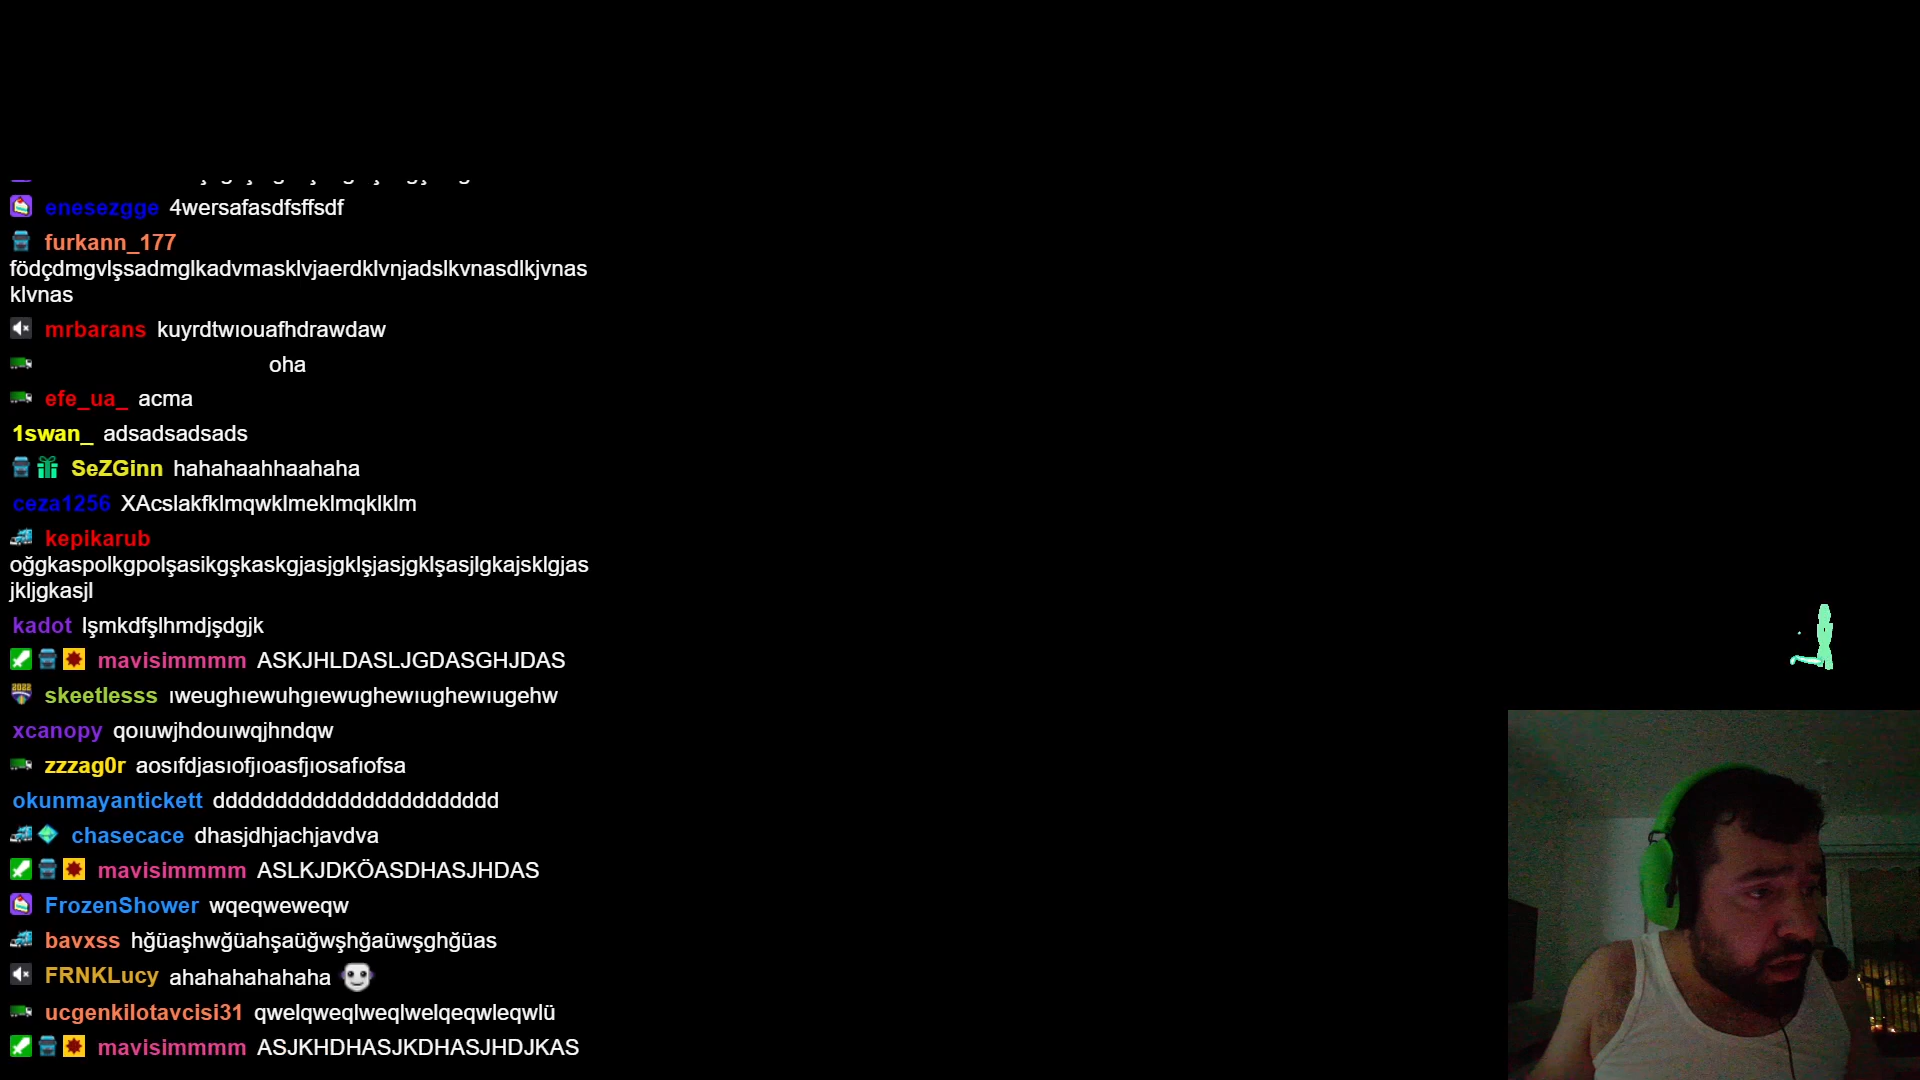 enesezgge 4wersafasdfsffsdf
furkann_177
födçdmgvlşsadmglkadvmasklvjaerdklvnjadslkvnasdlkjvnas
klvnas
mrbarans kuyrdtwıouafhdrawdaw
oha
efe_ua_ acma
1swan_ adsadsadsads
SeZGinn hahahaahhaahaha
ceza1256 XAcslakfklmqwklmeklmqklklm
kepikarub
oğgkaspolkgpolşasikgşkaskgjasjgklşjasjgklşasjlgkajsklgjas
jkljgkasjl
kadot lşmkdfşlhmdjşdgjk
mavisimmmm ASKJHLDASLJGDASGHJDAS
2022 skeetlesss ıweughıewuhgıewughewıughewıugehw
xcanopy qoıuwjhdouıwqjhndqw
zzzag0r aosıfdjasıofjıoasfjıosafıofsa
okunmayantickett ddddddddddddddddddddddd
chasecace dhasjdhjachjavdva
mavisimmmm ASLKJDKÖASDHASJHDAS
FrozenShower wqeqweweqw
bavxss hğüaşhwğüahşaüğwşhğaüwşghğüas
FRNKLucy ahahahahahaha
ucgenkilotavcisi31 qwelqweqlweqlwelqeqwleqwlü
mavisimmmm ASJKHDHASJKDHASJHDJKAS